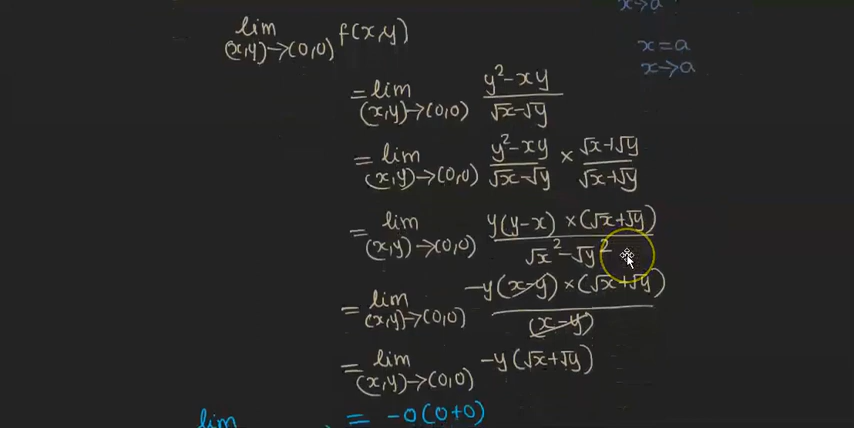 x→a
lim f(x,y)
(x,y)→(0,0)
x=a
x→a
= lim y²-xy
(x,y)→(0,0) √x-√y
= lim y²-xy × √x+√y
(x,y)→(0,0) √x-√y √x+√y
= lim y(y-x) × (√x+√y)
(x,y)→(0,0) √x²-√y²
= lim -y(x-y) × (√x+√y)
(x,y)→(0,0) (x-y)
= lim -y(√x+√y)
(x,y)→(0,0)
lim = -0(0+0)